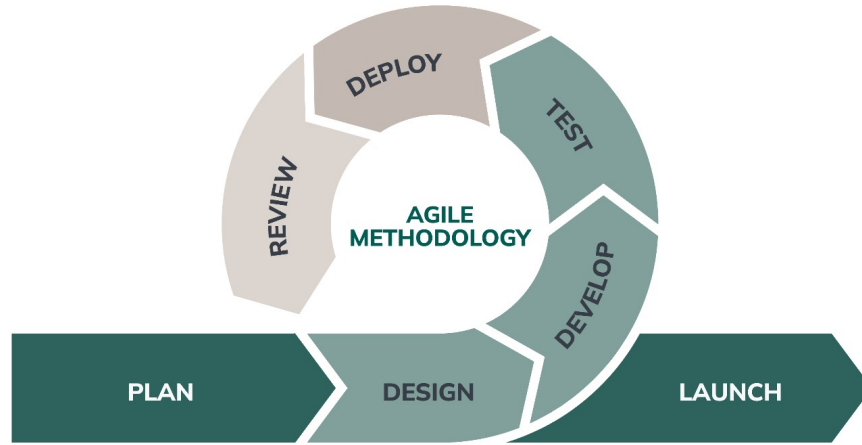 DEPLOY
TEST
REVIEW
AGILE
METHODOLOGY
DEVELOP
PLAN
DESIGN
LAUNCH